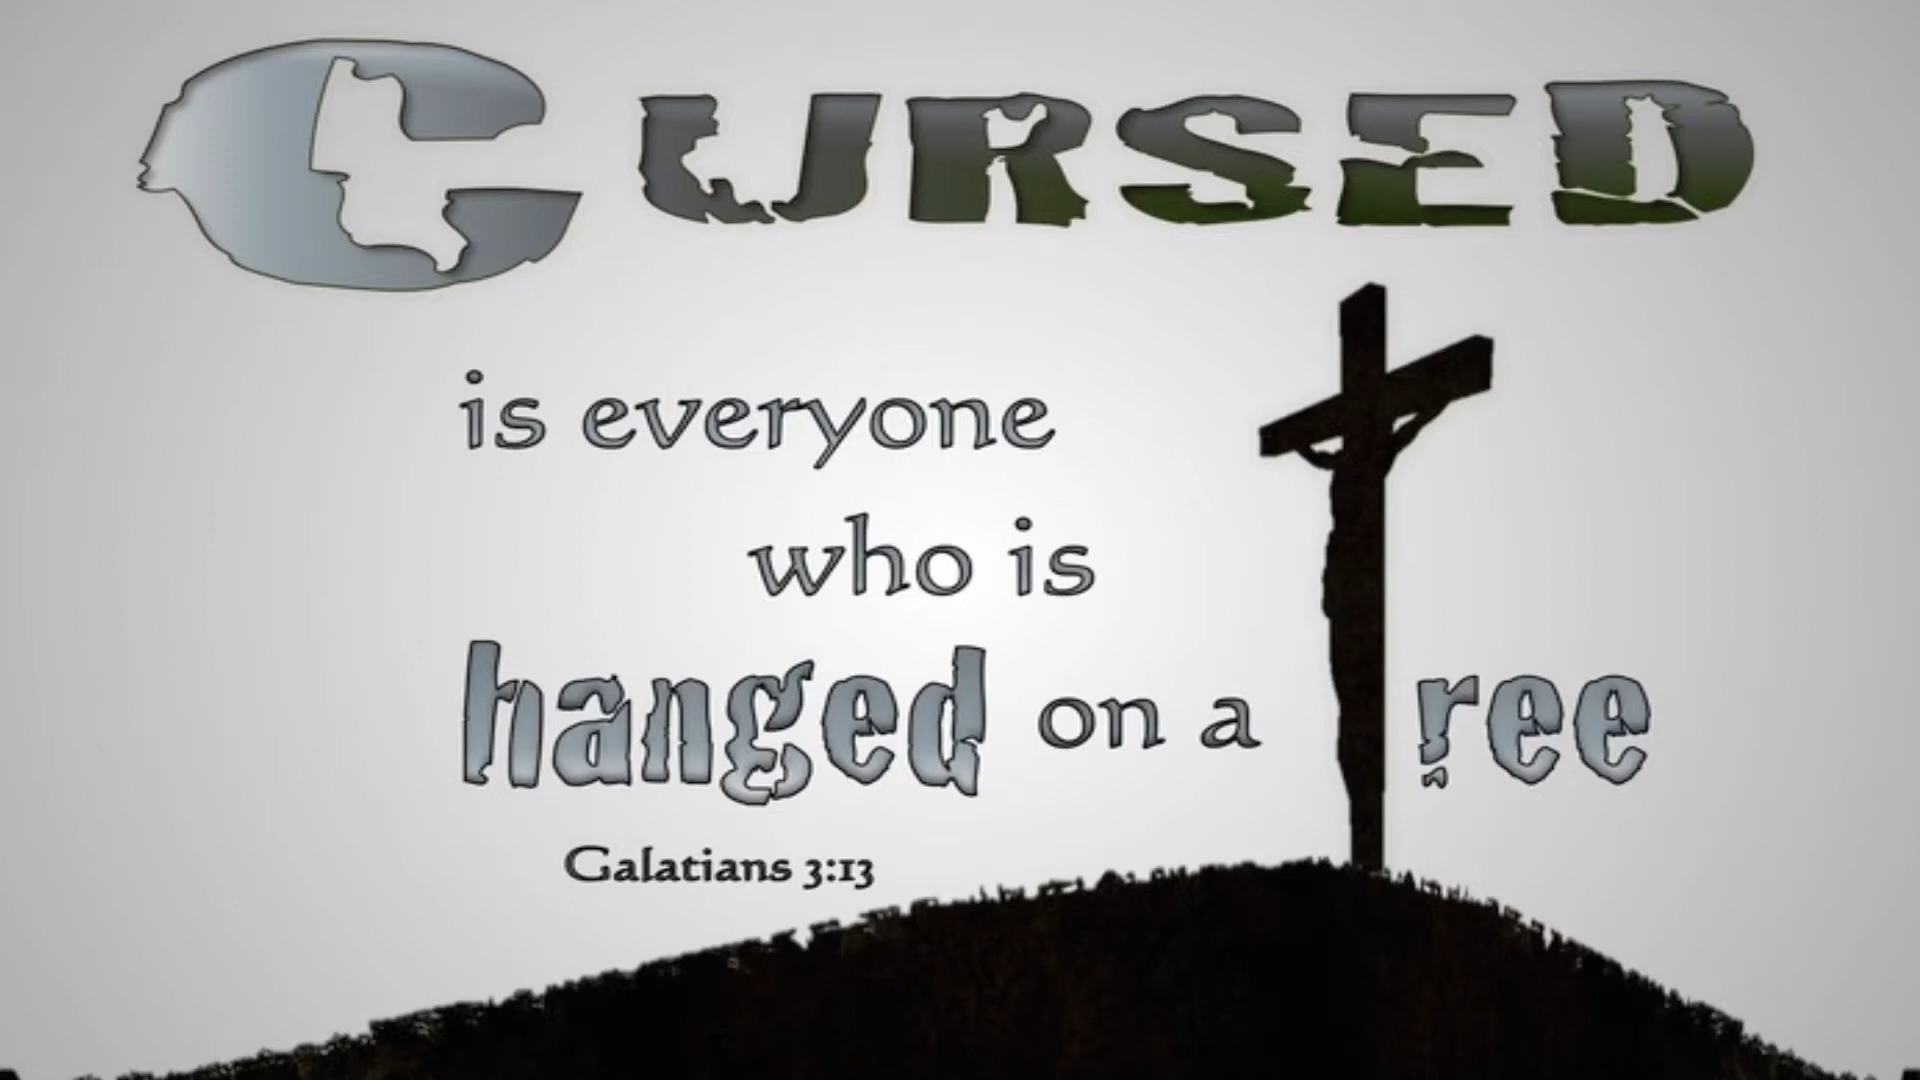 CURSED
is everyone
who is
hanged on a tree
Galatians 3:13